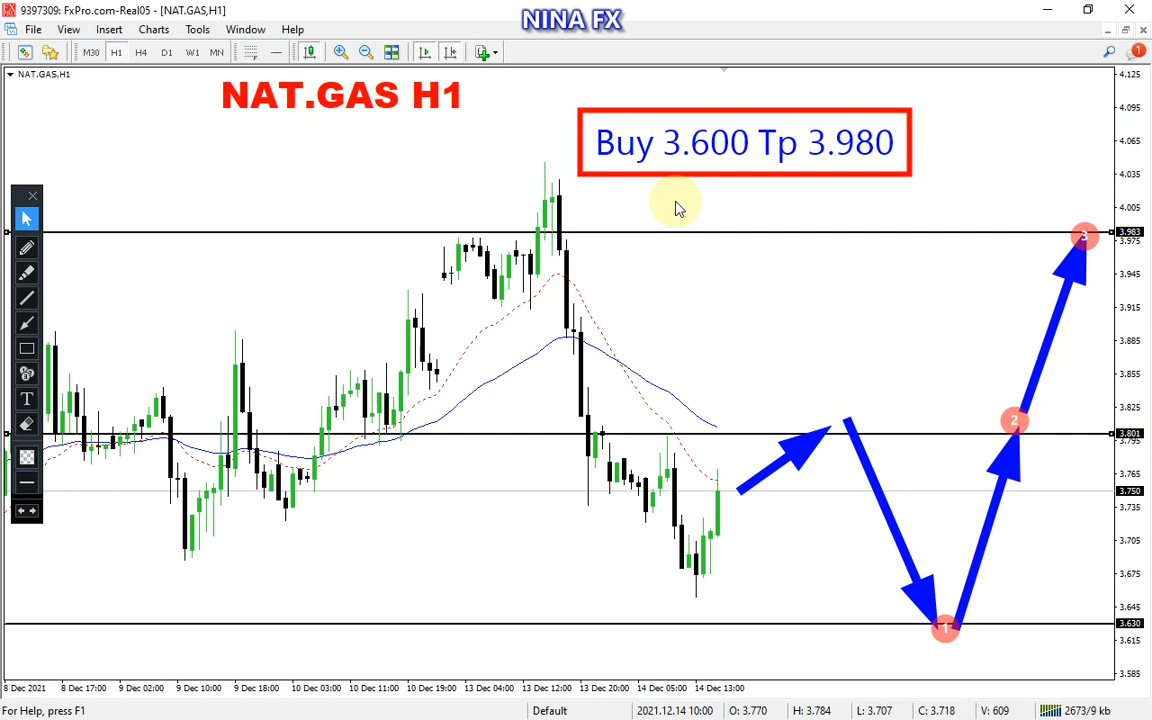 9397309: FxPro.com-Real05 - [NAT.GAS,H1]
NINA FX
File View Insert Charts Tools Window Help
M30 H1 H4 D1 W1 MN
1
NAT.GAS,H1
NAT.GAS H1
Buy 3.600 Tp 3.980
4.125
4.095
4.065
4.035
4.005
3.983
3.975
3.945
3.915
3.885
3.855
3.825
3.801
3.795
3.765
3.750
3.735
3.705
3.675
3.645
3.630
3.615
3.585
3
2
1
T
8 Dec 2021 8 Dec 17:00 9 Dec 02:00 9 Dec 10:00 9 Dec 18:00 10 Dec 03:00 10 Dec 11:00 10 Dec 19:00 13 Dec 04:00 13 Dec 12:00 13 Dec 20:00 14 Dec 05:00 14 Dec 13:00
For Help, press F1 Default 2021.12.14 10:00 O: 3.770 H: 3.784 L: 3.707 C: 3.718 V: 609 2673/9 kb